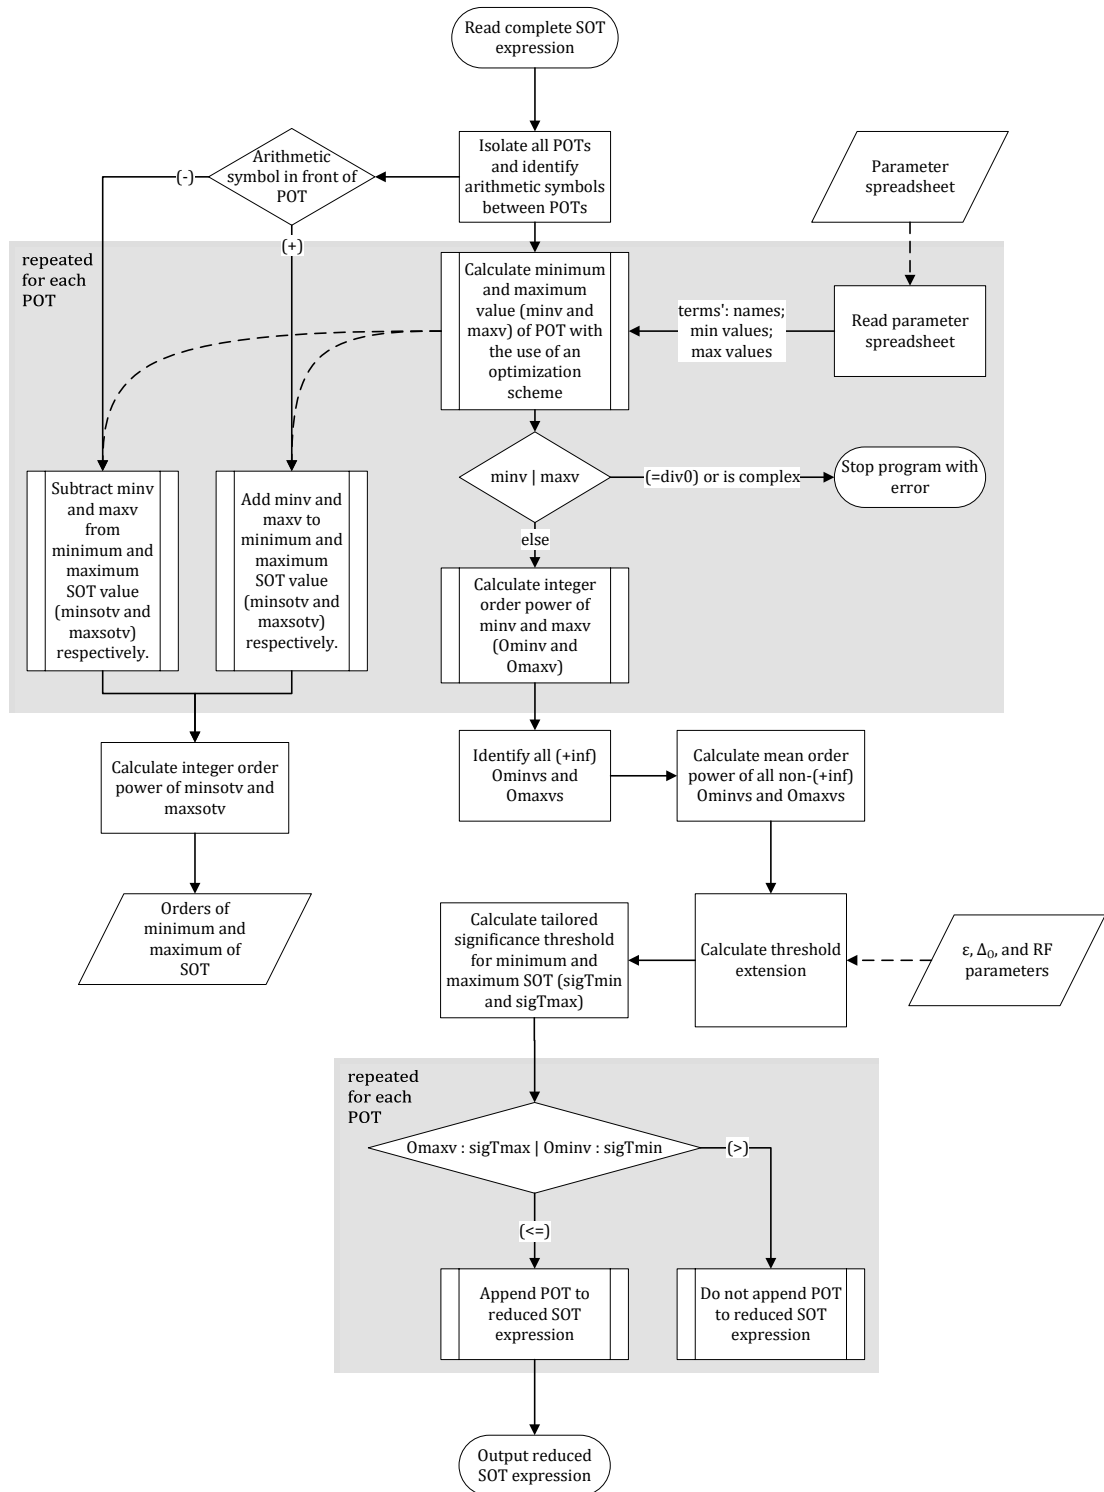 Read complete SOT
expression
Isolate all POTs
and identify
arithmetic symbols
between POTs
Arithmetic
symbol in front of
POT
(-)
(+)
Parameter
spreadsheet
repeated
for each
POT
Calculate minimum
and maximum
value (minv and
maxv) of POT with
the use of an
optimization
scheme
terms': names;
min values;
max values
Read parameter
spreadsheet
minv | maxv
(=div0) or is complex
Stop program with
error
else
Subtract minv
and maxv
from
minimum and
maximum
SOT value
(minsotv and
maxsotv)
respectively.
Add minv and
maxv to
minimum and
maximum
SOT value
(minsotv and
maxsotv)
respectively.
Calculate integer
order power of
minv and maxv
(Ominv and
Omaxv)
Calculate integer order
power of minsotv and
maxsotv
Identify all (+inf)
Ominvs and
Omaxvs
Calculate mean order
power of all non-(+inf)
Ominvs and Omaxvs
Orders of
minimum and
maximum of
SOT
Calculate tailored
significance threshold
for minimum and
maximum SOT (sigTmin
and sigTmax)
Calculate threshold
extension
ε, Δ₀, and RF
parameters
repeated
for each
POT
Omaxv : sigTmax | Ominv : sigTmin
(>)
(<=)
Append POT to
reduced SOT
expression
Do not append POT
to reduced SOT
expression
Output reduced
SOT expression